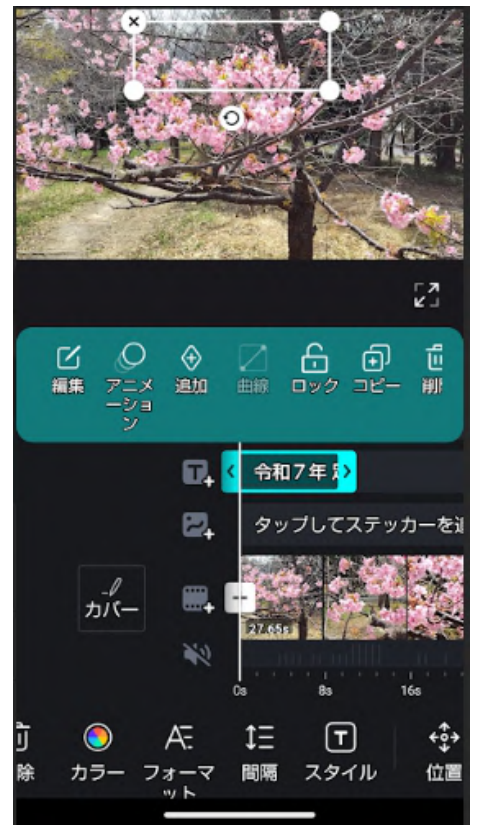 編集
アニメ
ーショ
ン
追加
曲線
ロック
コピー
削
令和7年
タップしてステッカーを
カバー
27.65s
0s
8s
16s
除
カラー
フォーマ
ット
間隔
スタイル
位置